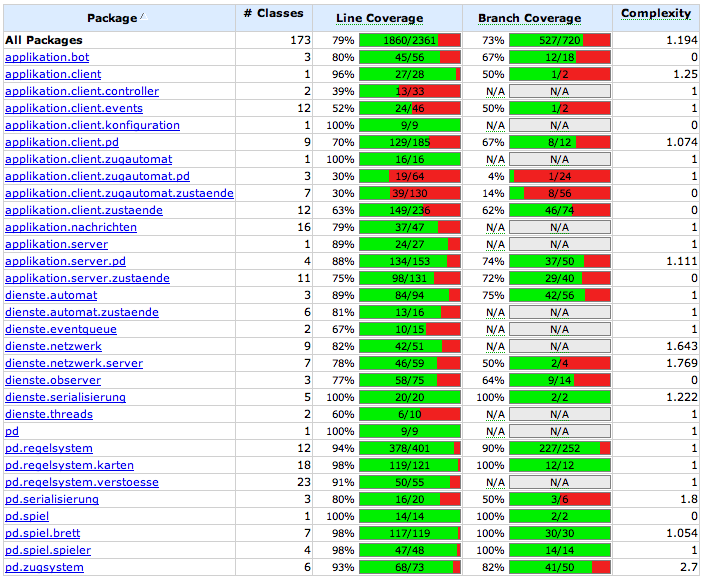 Package # Classes Line Coverage Branch Coverage Complexity
All Packages 173 79% 1860/2361 73% 527/720 1.194
applikation.bot 3 80% 45/56 67% 12/18 0
applikation.client 1 96% 27/28 50% 1/2 1.25
applikation.client.controller 2 39% 13/33 N/A N/A 1
applikation.client.events 12 52% 24/46 50% 1/2 1
applikation.client.konfiguration 1 100% 9/9 N/A N/A 0
applikation.client.pd 9 70% 129/185 67% 8/12 1.074
applikation.client.zugautomat 1 100% 16/16 N/A N/A 1
applikation.client.zugautomat.pd 3 30% 19/64 4% 1/24 1
applikation.client.zugautomat.zustaende 7 30% 39/130 14% 8/56 0
applikation.client.zustaende 12 63% 149/236 62% 46/74 0
applikation.nachrichten 16 79% 37/47 N/A N/A 1
applikation.server 1 89% 24/27 N/A N/A 1
applikation.server.pd 4 88% 134/153 74% 37/50 1.111
applikation.server.zustaende 11 75% 98/131 72% 29/40 0
dienste.automat 3 89% 84/94 75% 42/56 1
dienste.automat.zustaende 6 81% 13/16 N/A N/A 1
dienste.eventqueue 2 67% 10/15 N/A N/A 1
dienste.netzwerk 9 82% 42/51 N/A N/A 1.643
dienste.netzwerk.server 7 78% 46/59 50% 2/4 1.769
dienste.observer 3 77% 58/75 64% 9/14 0
dienste.serialisierung 5 100% 20/20 100% 2/2 1.222
dienste.threads 2 60% 6/10 N/A N/A 1
pd 1 100% 9/9 N/A N/A 1
pd.regelsystem 12 94% 378/401 90% 227/252 1
pd.regelsystem.karten 18 98% 119/121 100% 12/12 1
pd.regelsystem.verstoesse 23 91% 50/55 N/A N/A 1
pd.serialisierung 3 80% 16/20 50% 3/6 1.8
pd.spiel 1 100% 14/14 100% 2/2 0
pd.spiel.brett 7 98% 117/119 100% 30/30 1.054
pd.spiel.spieler 4 98% 47/48 100% 14/14 1
pd.zugsystem 6 93% 68/73 82% 41/50 2.7